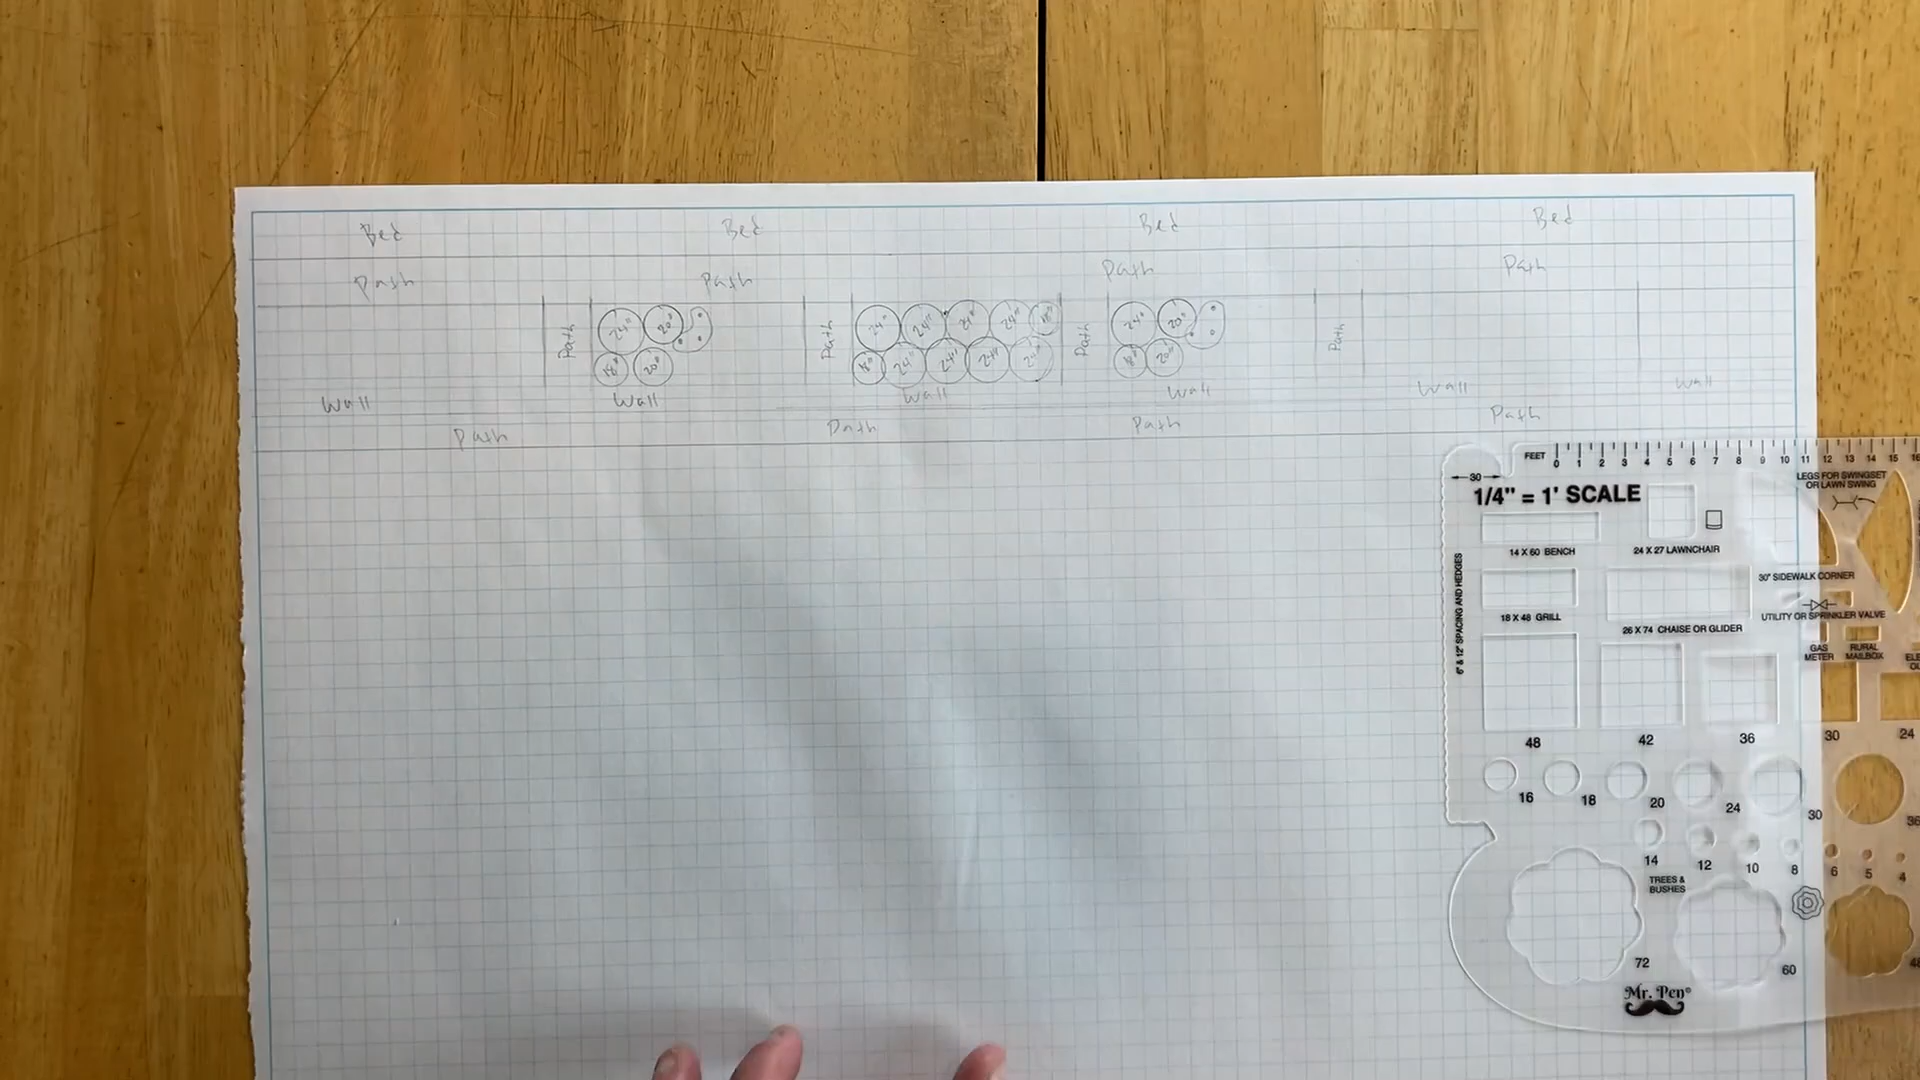 Bed Bed Bed Bed
Path Path Path Path
Path Path Path Path
24" 20" 24" 24" 24" 24" 18" 24" 20"
18" 20" 18" 24" 24" 24" 24" 18" 20"
Wall Wall Wall Wall Wall Wall
Path Path Path Path
FEET 0 1 2 3 4 5 6 7 8 9 10 11 12 13 14 15 16
30
1/4" = 1' SCALE
LEGS FOR SWINGSET
OR LAWN SWING
14 X 60 BENCH
24 X 27 LAWNCHAIR
6" & 12" SPACING AND HEDGES
30" SIDEWALK CORNER
UTILITY OR SPRINKLER VALVE
18 X 48 GRILL
26 X 74 CHAISE OR GLIDER
GAS
METER
RURAL
MAILBOX
48 42 36 30 24
16 18 20 24 30 36
14 12 10 8 6 5 4
TREES &
BUSHES
72 60
Mr. Pen